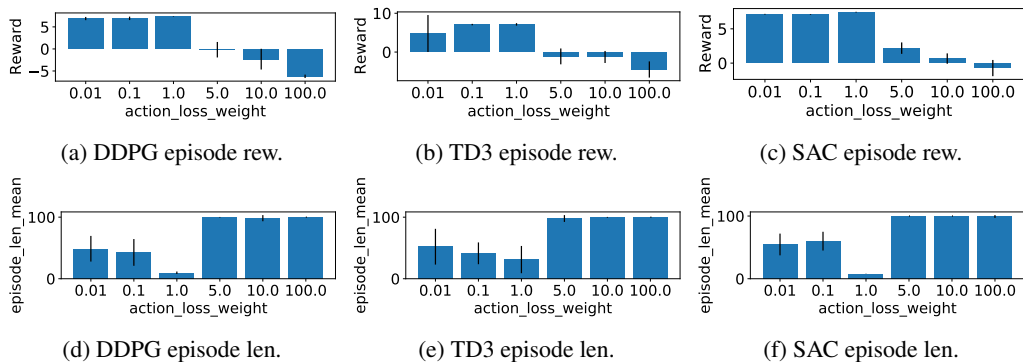 Reward
5
0
−5
0.01 0.1 1.0 5.0 10.0 100.0
action_loss_weight
(a) DDPG episode rew.
Reward
10
0
0.01 0.1 1.0 5.0 10.0 100.0
action_loss_weight
(b) TD3 episode rew.
Reward
5
0
0.01 0.1 1.0 5.0 10.0 100.0
action_loss_weight
(c) SAC episode rew.
episode_len_mean
100
0
0.01 0.1 1.0 5.0 10.0 100.0
action_loss_weight
(d) DDPG episode len.
episode_len_mean
100
0
0.01 0.1 1.0 5.0 10.0 100.0
action_loss_weight
(e) TD3 episode len.
episode_len_mean
100
0
0.01 0.1 1.0 5.0 10.0 100.0
action_loss_weight
(f) SAC episode len.